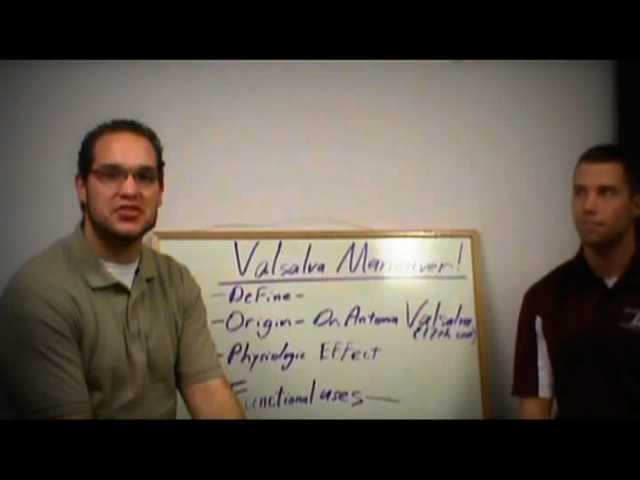 Valsalva Maneuver!
- DeFine -
- Origin - Dr. Antonio Valsalva
(17th cen)
- Physiologic Effect
Functional uses -